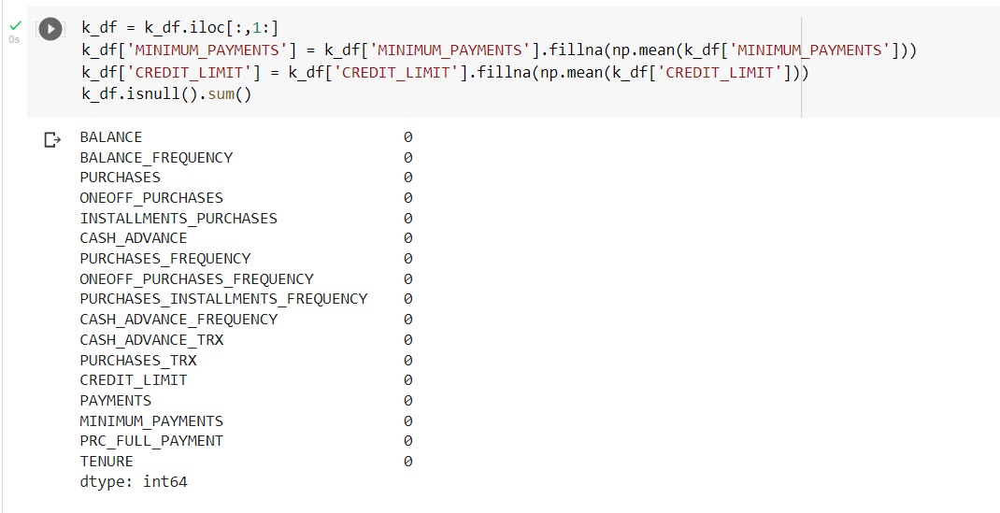 k_df = k_df.iloc[:,1:]
0s
k_df['MINIMUM_PAYMENTS'] = k_df['MINIMUM_PAYMENTS'].fillna(np.mean(k_df['MINIMUM_PAYMENTS']))
k_df['CREDIT_LIMIT'] = k_df['CREDIT_LIMIT'].fillna(np.mean(k_df['CREDIT_LIMIT']))
k_df.isnull().sum()
BALANCE 0
BALANCE_FREQUENCY 0
PURCHASES 0
ONEOFF_PURCHASES 0
INSTALLMENTS_PURCHASES 0
CASH_ADVANCE 0
PURCHASES_FREQUENCY 0
ONEOFF_PURCHASES_FREQUENCY 0
PURCHASES_INSTALLMENTS_FREQUENCY 0
CASH_ADVANCE_FREQUENCY 0
CASH_ADVANCE_TRX 0
PURCHASES_TRX 0
CREDIT_LIMIT 0
PAYMENTS 0
MINIMUM_PAYMENTS 0
PRC_FULL_PAYMENT 0
TENURE 0
dtype: int64